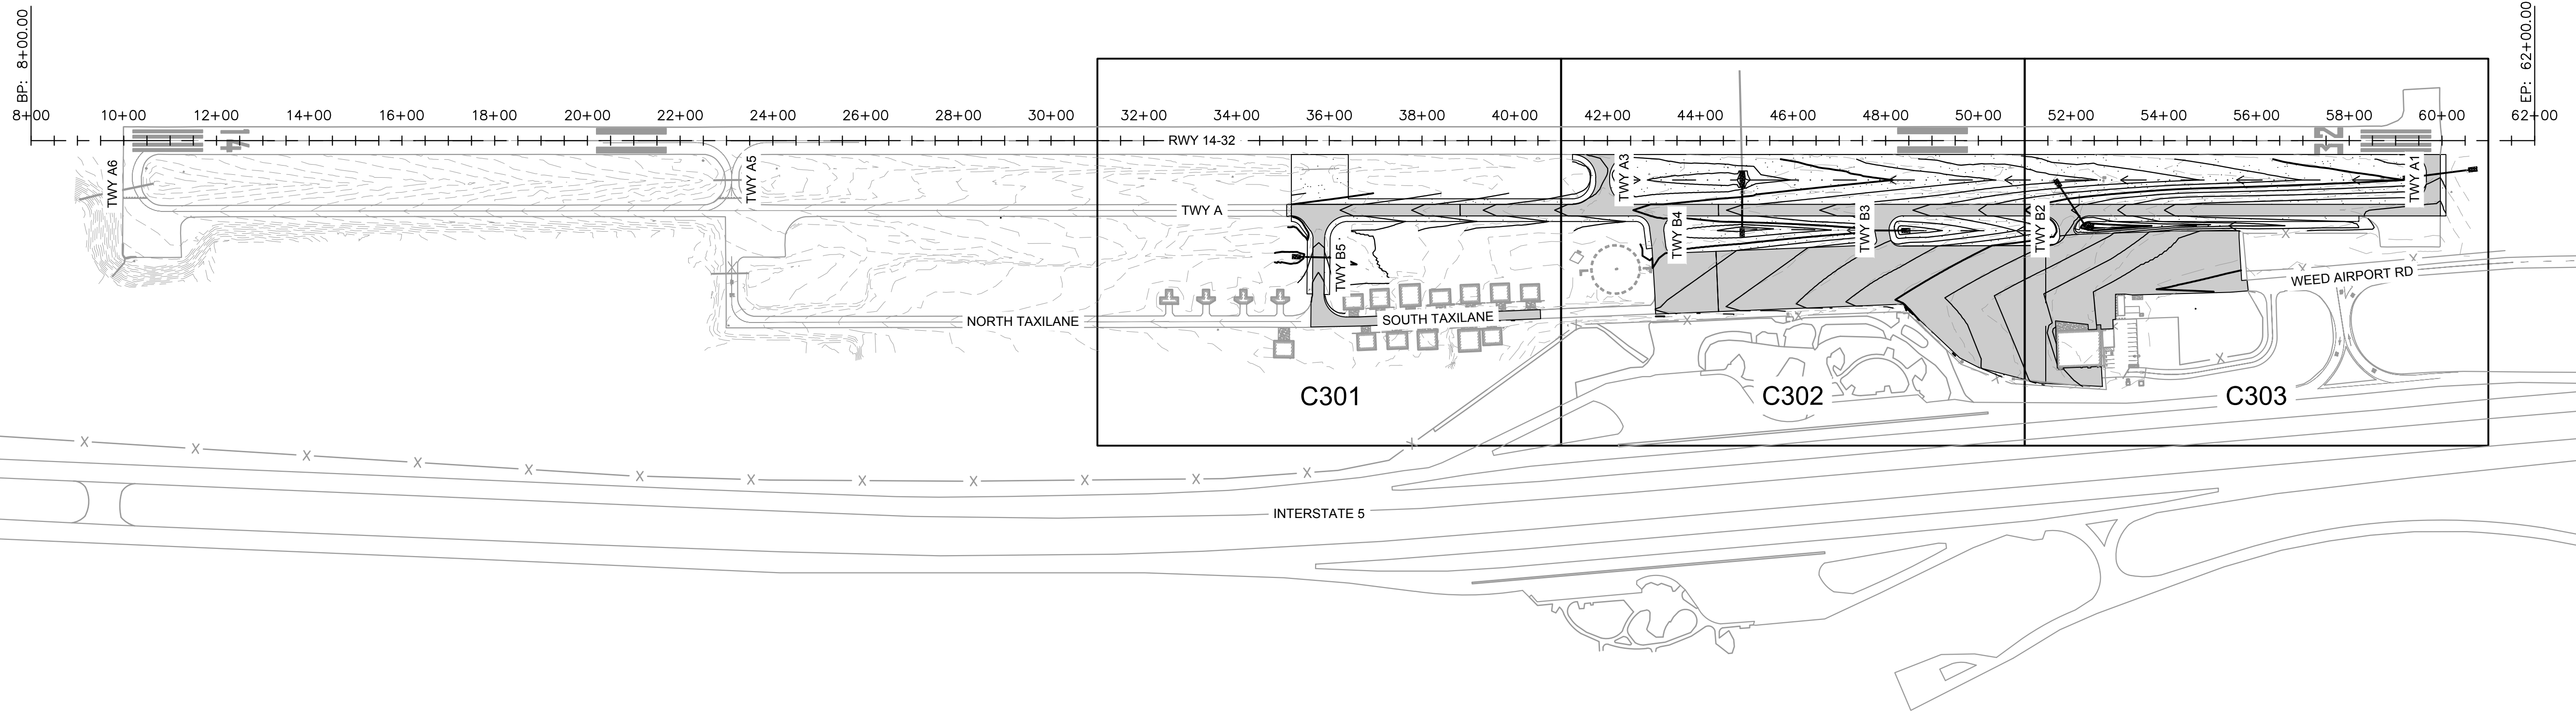 BP: 8+00.00
EP: 62+00.00
8+00 10+00 12+00 14+00 16+00 18+00 20+00 22+00 24+00 26+00 28+00 30+00 32+00 34+00 36+00 38+00 40+00 42+00 44+00 46+00 48+00 50+00 52+00 54+00 56+00 58+00 60+00 62+00
14
RWY 14-32
32
TWY A6
TWY A5
TWY A3
TWY A1
TWY A
TWY B5
TWY B4
TWY B3
TWY B2
WEED AIRPORT RD
NORTH TAXILANE
SOUTH TAXILANE
C301
C302
C303
X X X X X X X X X X X X X
INTERSTATE 5